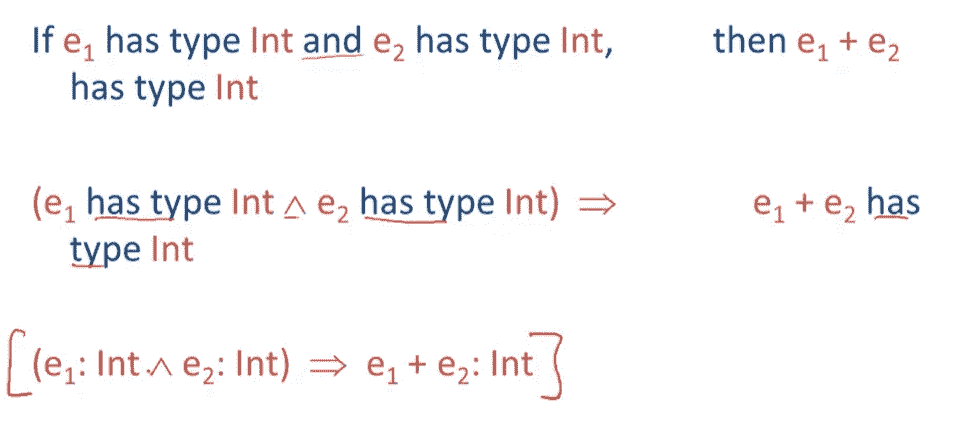 If e₁ has type Int and e₂ has type Int, then e₁ + e₂
has type Int
(e₁ has type Int ∧ e₂ has type Int) ⇒ e₁ + e₂ has
type Int
(e₁: Int ∧ e₂: Int) ⇒ e₁ + e₂: Int